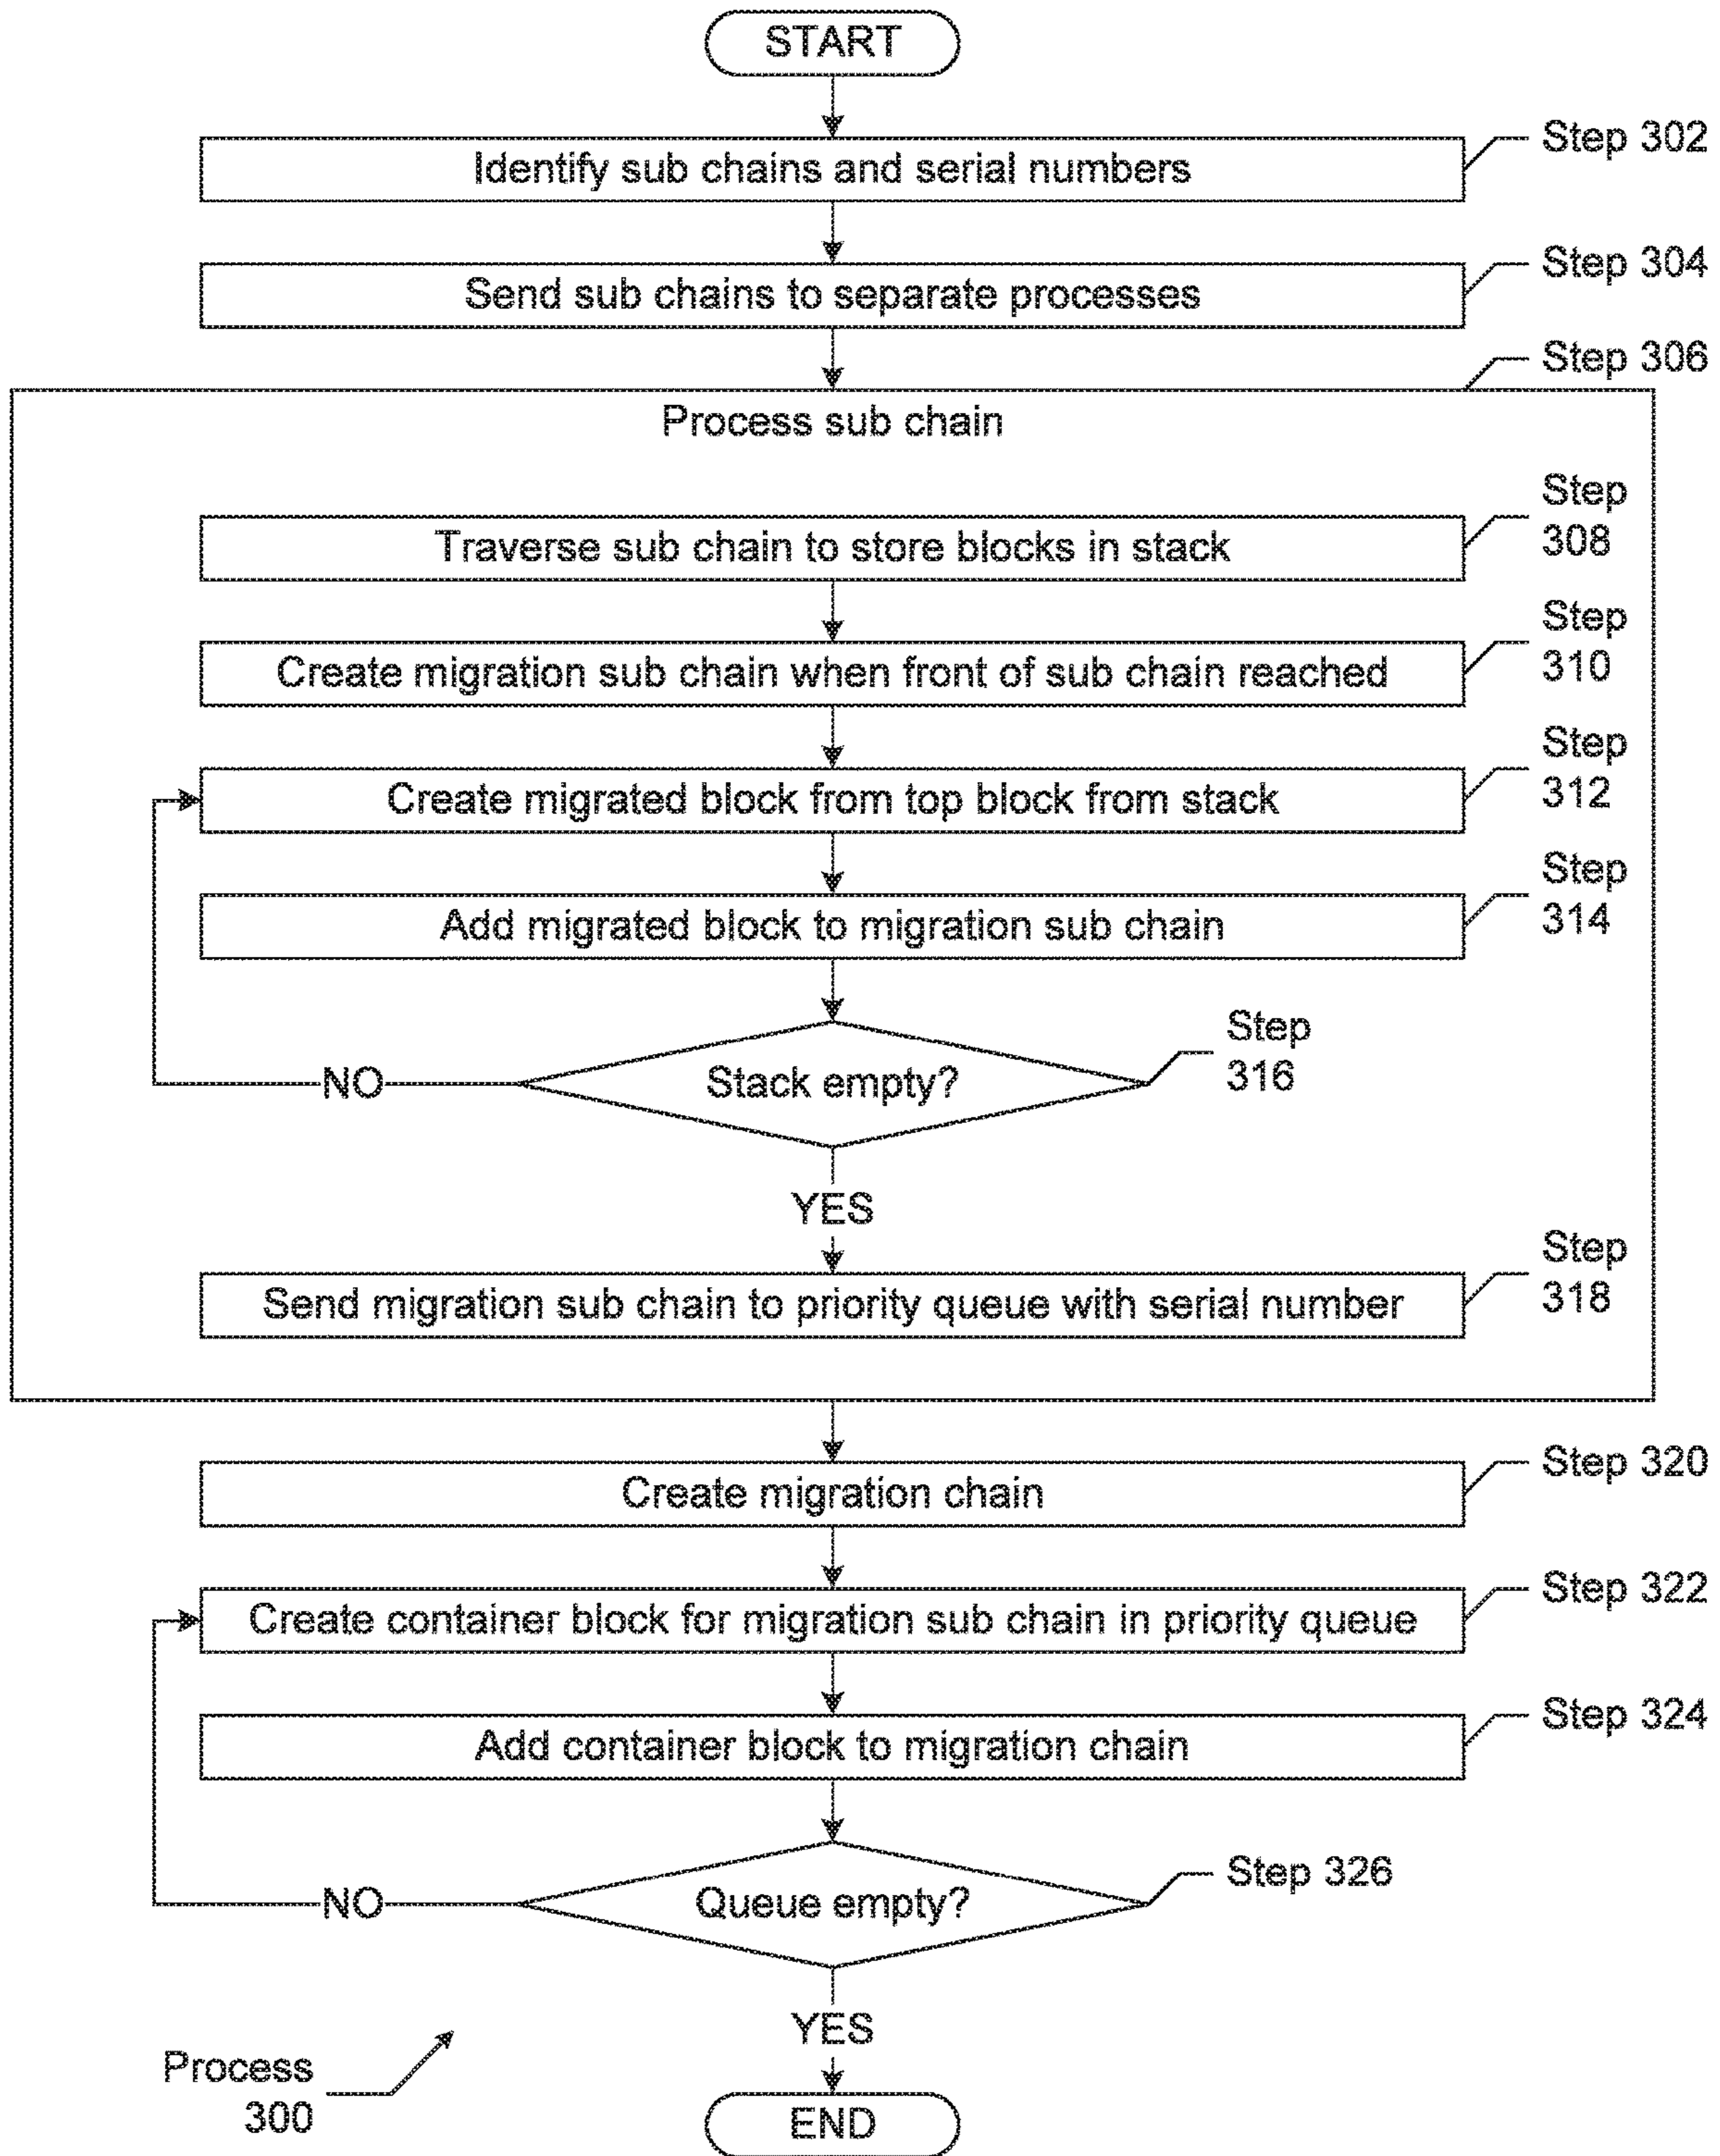 START
Step 302
Identify sub chains and serial numbers
Step 304
Send sub chains to separate processes
Step 306
Process sub chain
Step
308
Traverse sub chain to store blocks in stack
Step
310
Create migration sub chain when front of sub chain reached
Step
312
Create migrated block from top block from stack
Step
314
Add migrated block to migration sub chain
Step
316
Stack empty?
NO
YES
Step
318
Send migration sub chain to priority queue with serial number
Step 320
Create migration chain
Step 322
Create container block for migration sub chain in priority queue
Step 324
Add container block to migration chain
Step 326
Queue empty?
NO
YES
Process
300
END